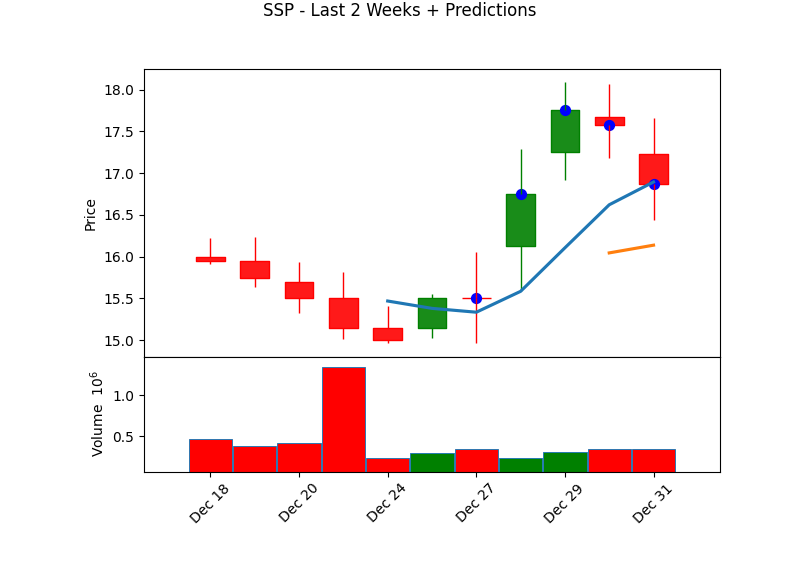 SSP - Last 2 Weeks + Predictions
18.0
17.5
17.0
16.5
16.0
15.5
15.0
Price
1.0
0.5
Volume 10^6
Dec 18
Dec 20
Dec 24
Dec 27
Dec 29
Dec 31